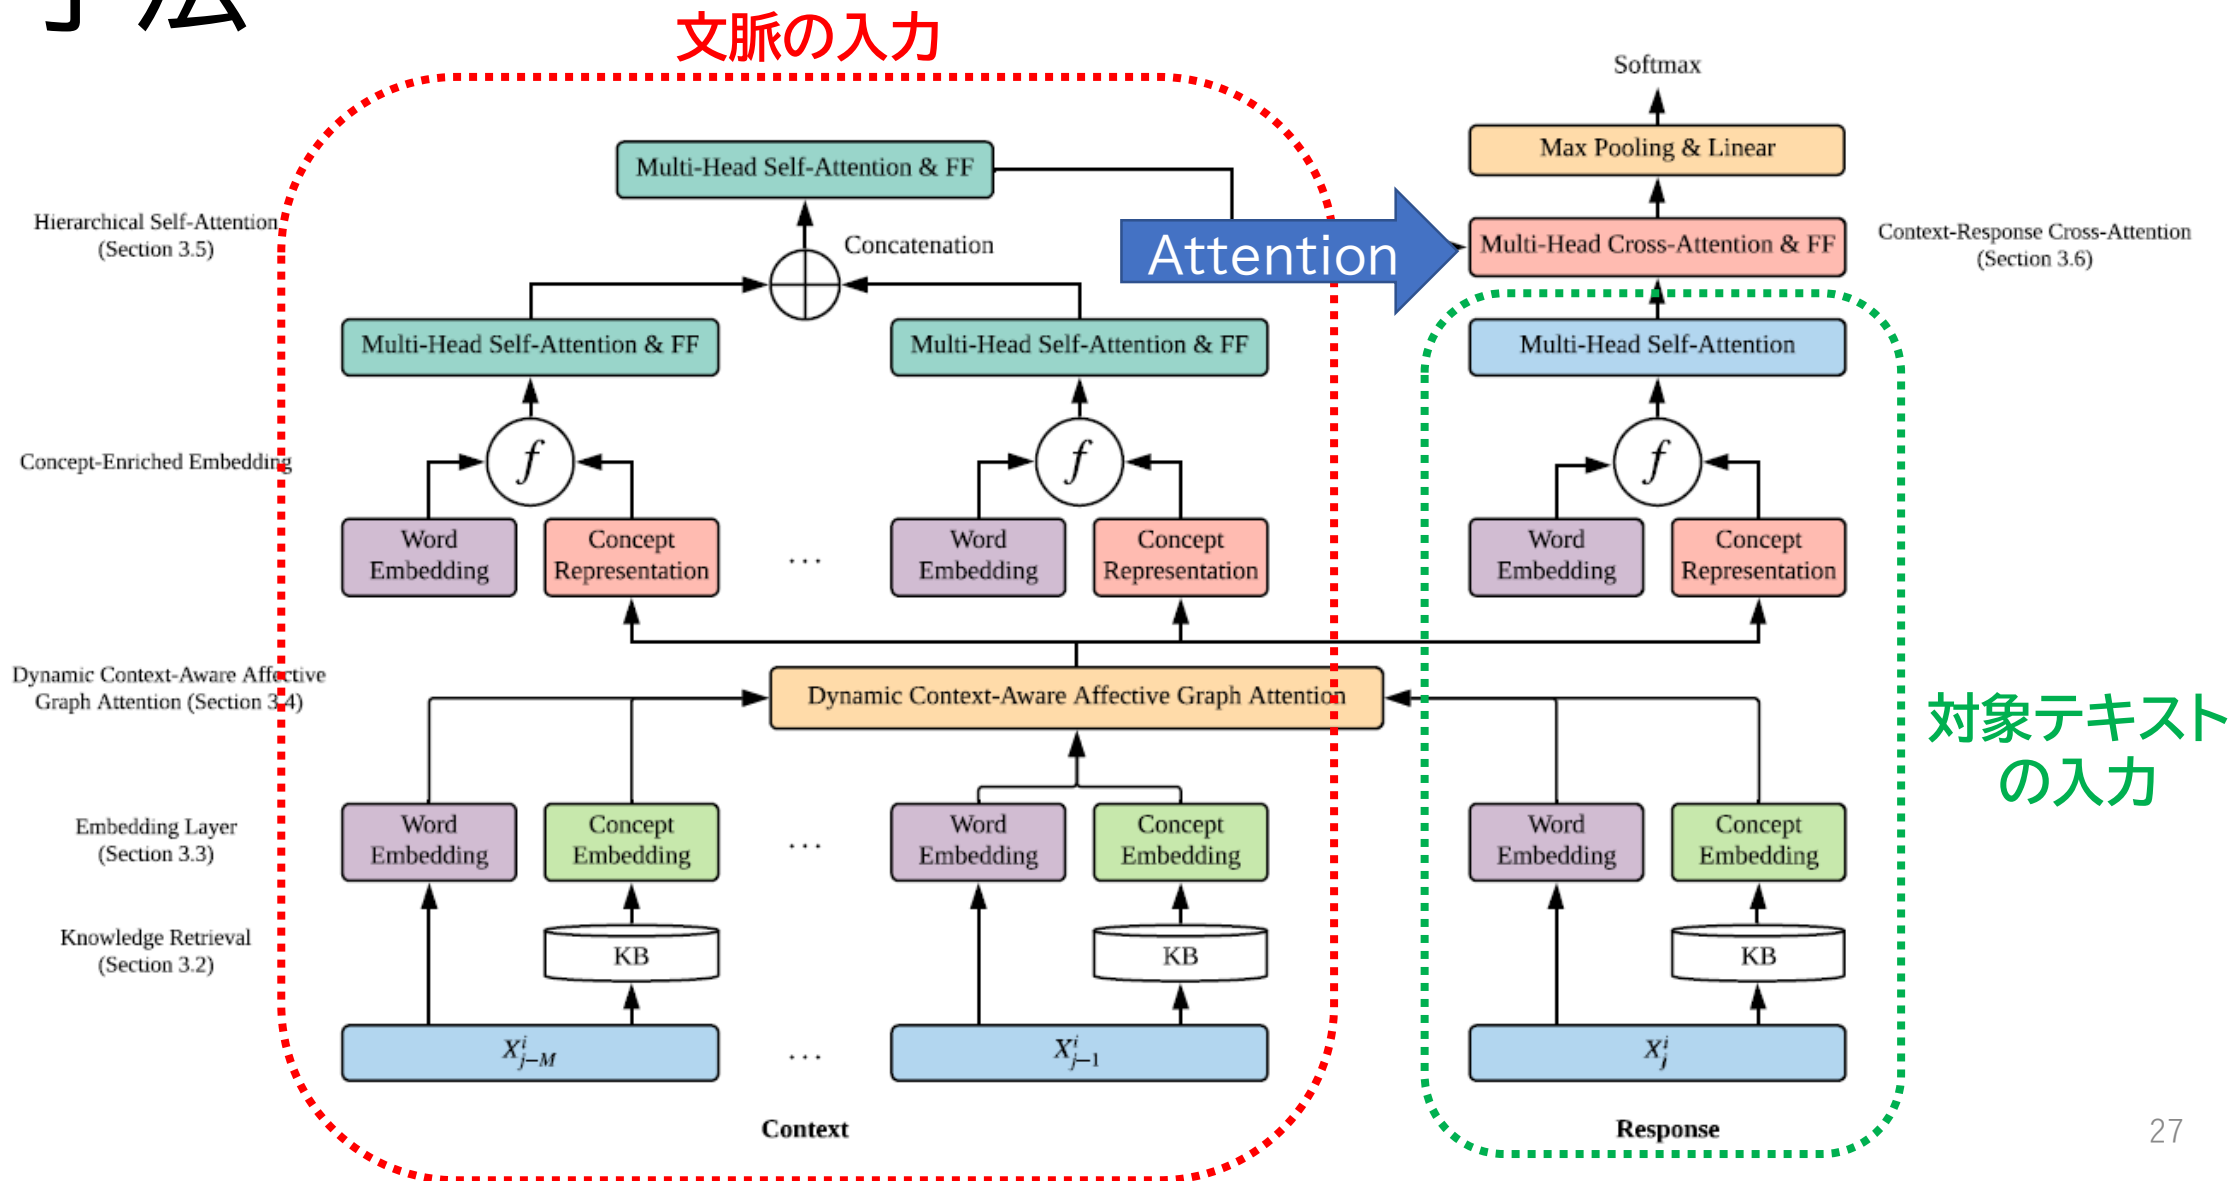 手法
文脈の入力
Softmax
Max Pooling & Linear
Multi-Head Self-Attention & FF
Hierarchical Self-Attention
(Section 3.5)
Concatenation
Attention
Multi-Head Cross-Attention & FF
Context-Response Cross-Attention
(Section 3.6)
Multi-Head Self-Attention & FF
Multi-Head Self-Attention & FF
Multi-Head Self-Attention
Concept-Enriched Embedding
f
f
f
Word
Embedding
Concept
Representation
...
Word
Embedding
Concept
Representation
Word
Embedding
Concept
Representation
Dynamic Context-Aware Affective
Graph Attention (Section 3.4)
Dynamic Context-Aware Affective Graph Attention
対象テキスト
の入力
Embedding Layer
(Section 3.3)
Word
Embedding
Concept
Embedding
...
Word
Embedding
Concept
Embedding
Word
Embedding
Concept
Embedding
Knowledge Retrieval
(Section 3.2)
KB
KB
KB
X^i_{j-M}
...
X^i_{j-1}
X^i_j
Context
Response
27